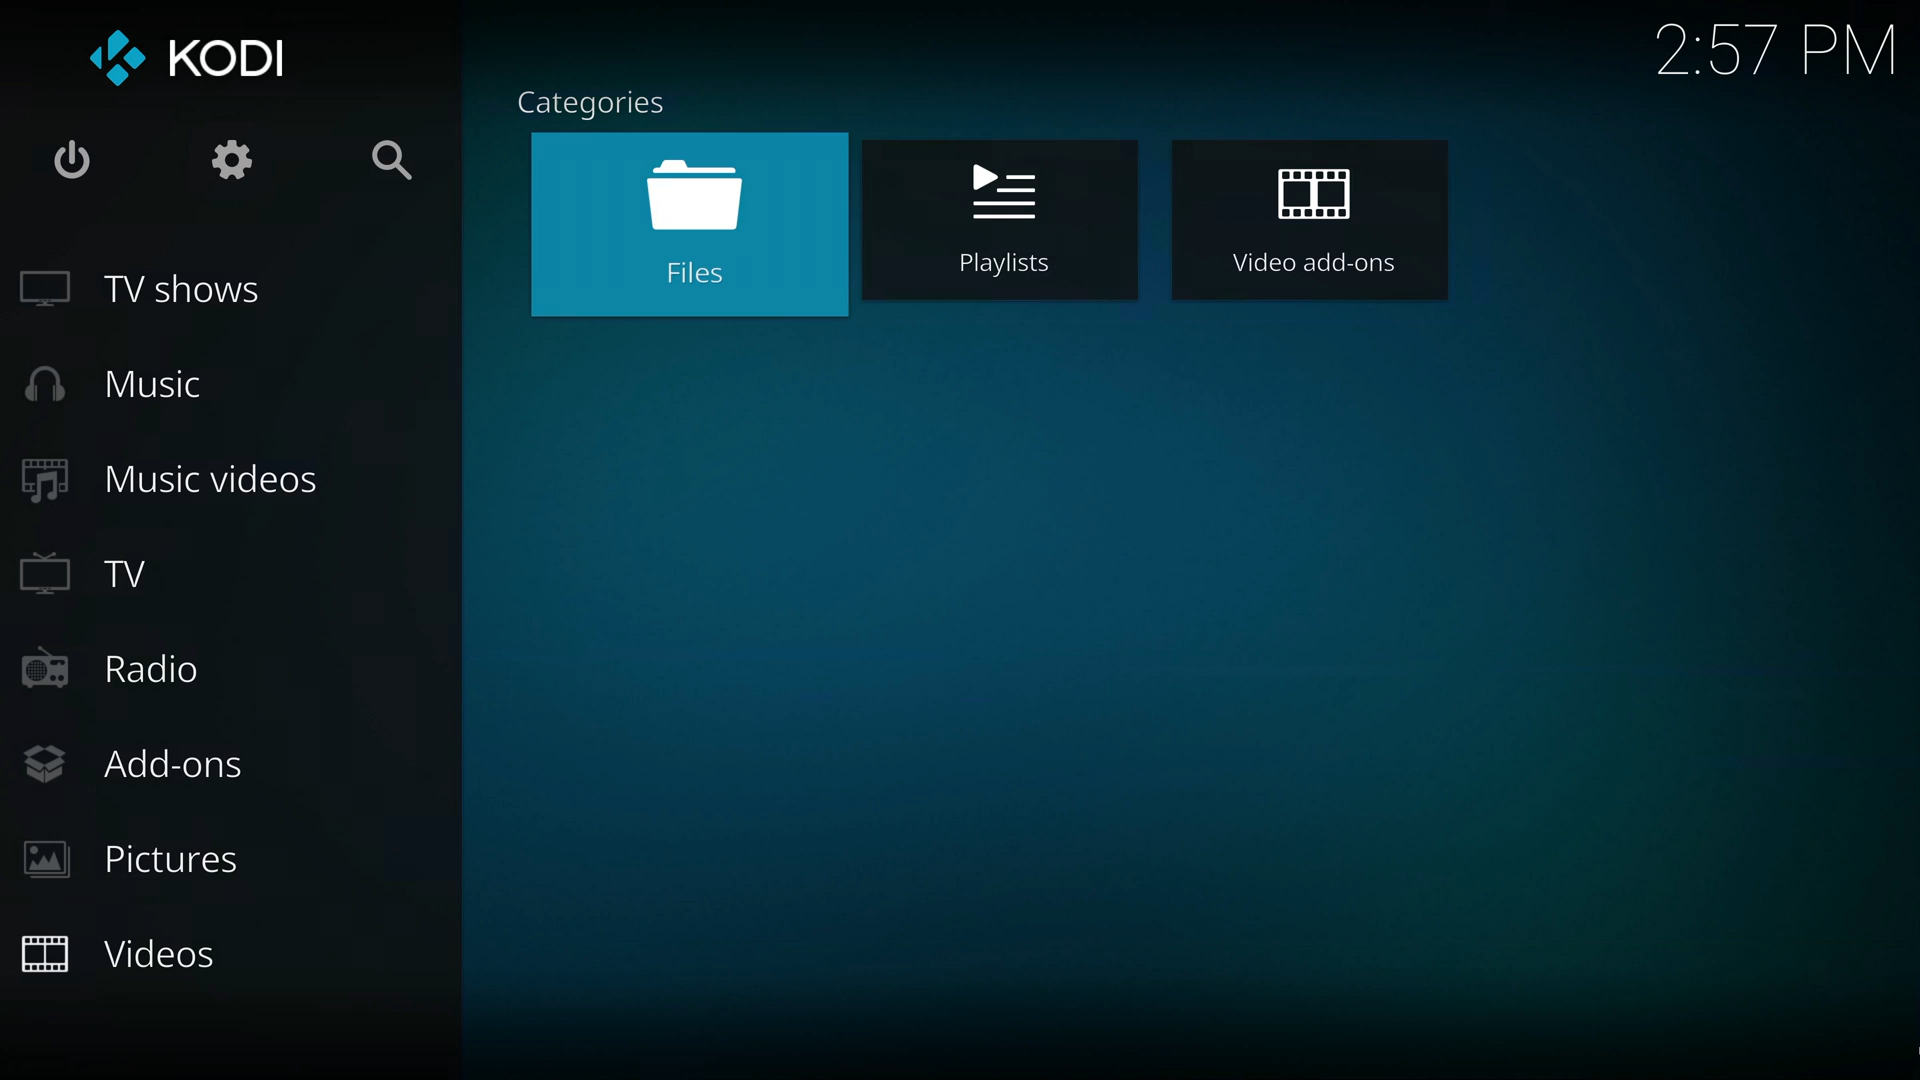 KODI
2:57 PM
Categories
Files
Playlists
Video add-ons
TV shows
Music
Music videos
TV
Radio
Add-ons
Pictures
Videos